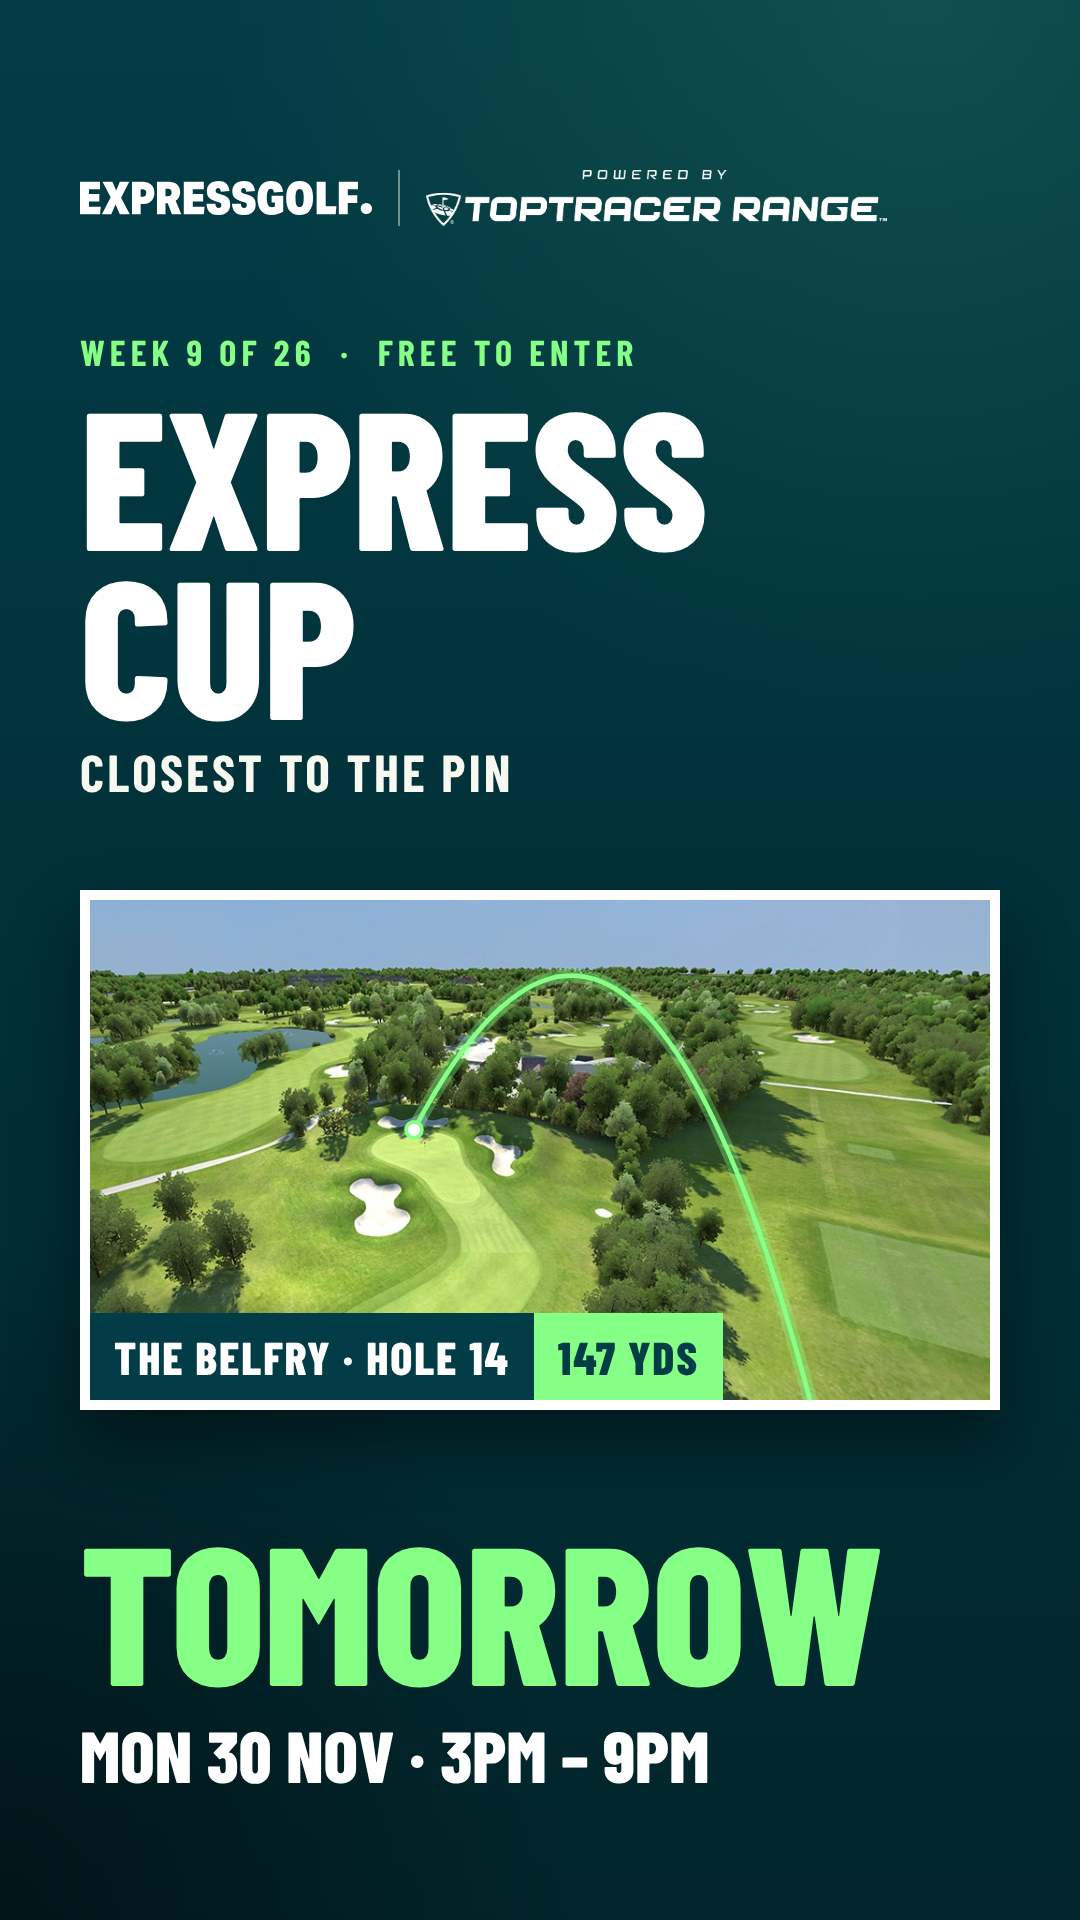 EXPRESSGOLF.
POWERED BY
TOPTRACER RANGE™
WEEK 9 OF 26 · FREE TO ENTER
EXPRESS
CUP
CLOSEST TO THE PIN
THE BELFRY · HOLE 14
147 YDS
TOMORROW
MON 30 NOV · 3PM – 9PM